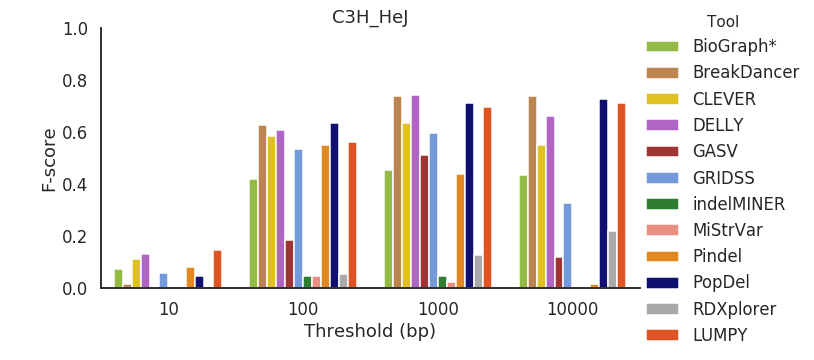 C3H_HeJ
F-score
1.0
0.8
0.6
0.4
0.2
0.0
10 100 1000 10000
Threshold (bp)
Tool
BioGraph*
BreakDancer
CLEVER
DELLY
GASV
GRIDSS
indelMINER
MiStrVar
Pindel
PopDel
RDXplorer
LUMPY